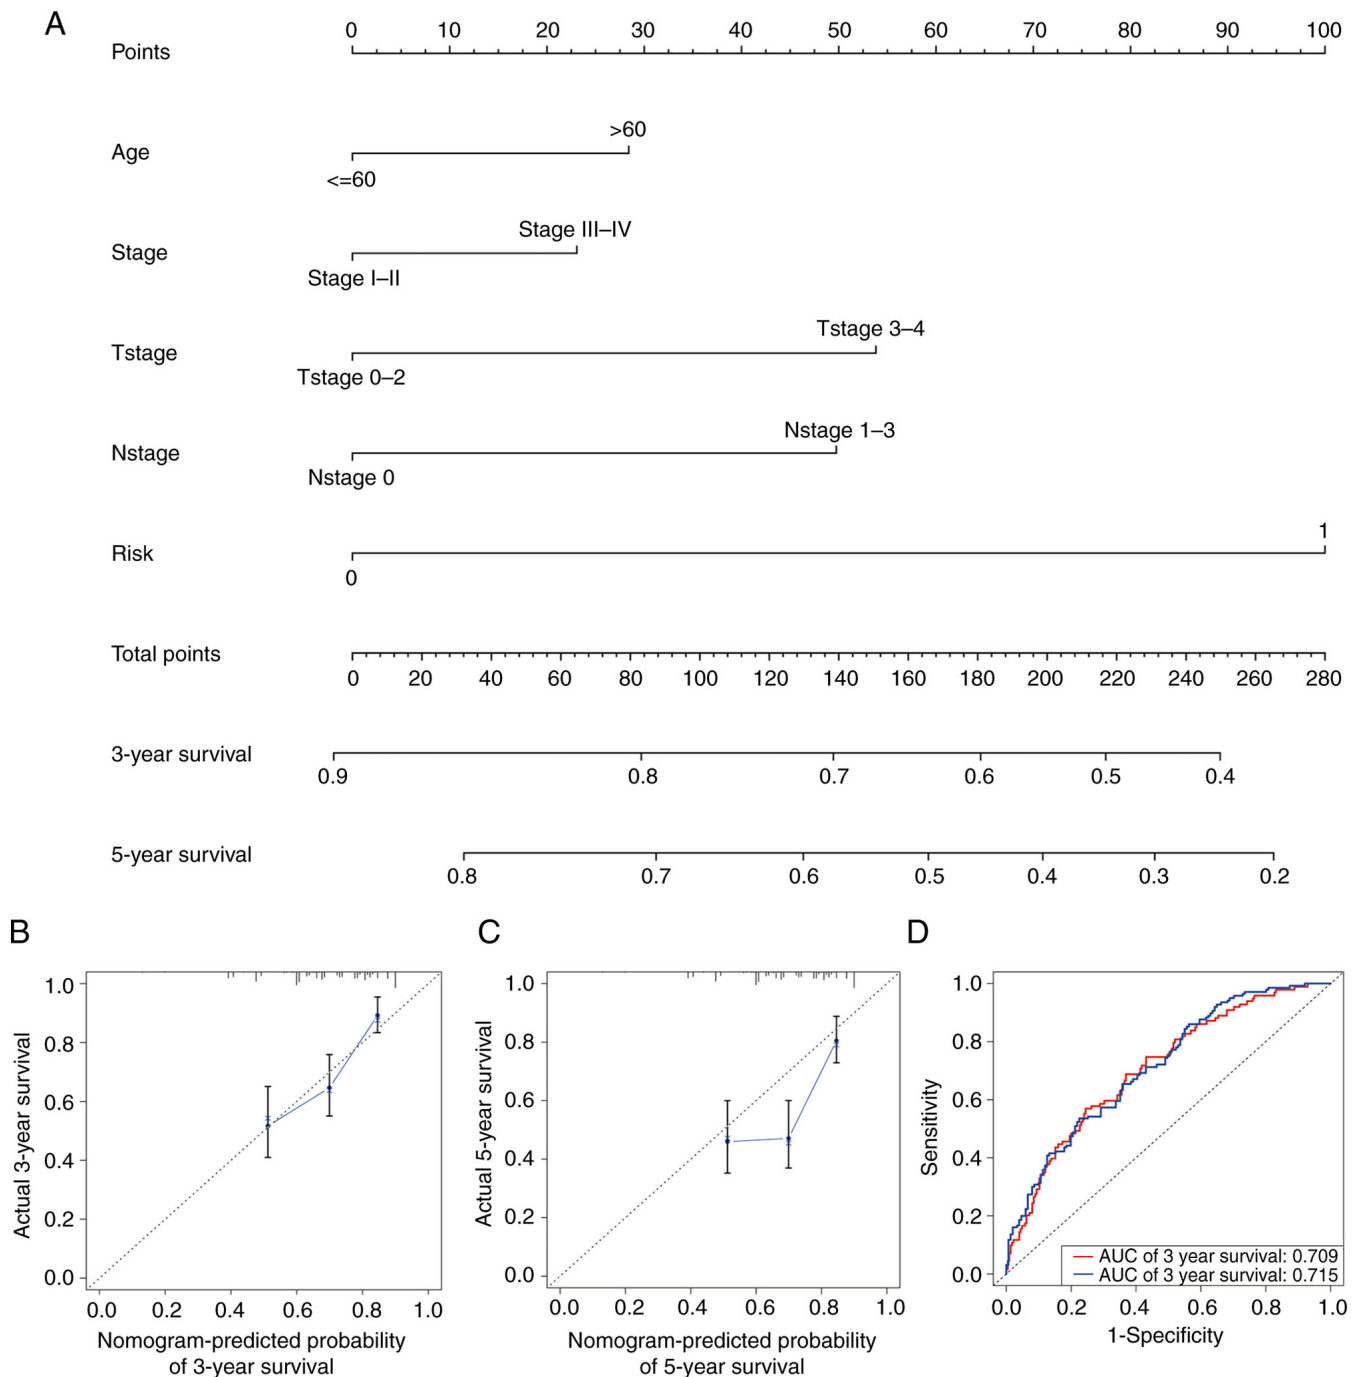 A
0 10 20 30 40 50 60 70 80 90 100
Points
>60
Age
<=60
Stage III–IV
Stage
Stage I–II
Tstage 3–4
Tstage
Tstage 0–2
Nstage 1–3
Nstage
Nstage 0
1
Risk
0
Total points
0 20 40 60 80 100 120 140 160 180 200 220 240 260 280
3-year survival
0.9 0.8 0.7 0.6 0.5 0.4
5-year survival
0.8 0.7 0.6 0.5 0.4 0.3 0.2
B
1.0
0.8
0.6
0.4
0.2
0.0
Actual 3-year survival
0.0 0.2 0.4 0.6 0.8 1.0
Nomogram-predicted probability
of 3-year survival
C
1.0
0.8
0.6
0.4
0.2
0.0
Actual 5-year survival
0.0 0.2 0.4 0.6 0.8 1.0
Nomogram-predicted probability
of 5-year survival
D
1.0
0.8
0.6
0.4
0.2
0.0
Sensitivity
AUC of 3 year survival: 0.709
AUC of 3 year survival: 0.715
0.0 0.2 0.4 0.6 0.8 1.0
1-Specificity